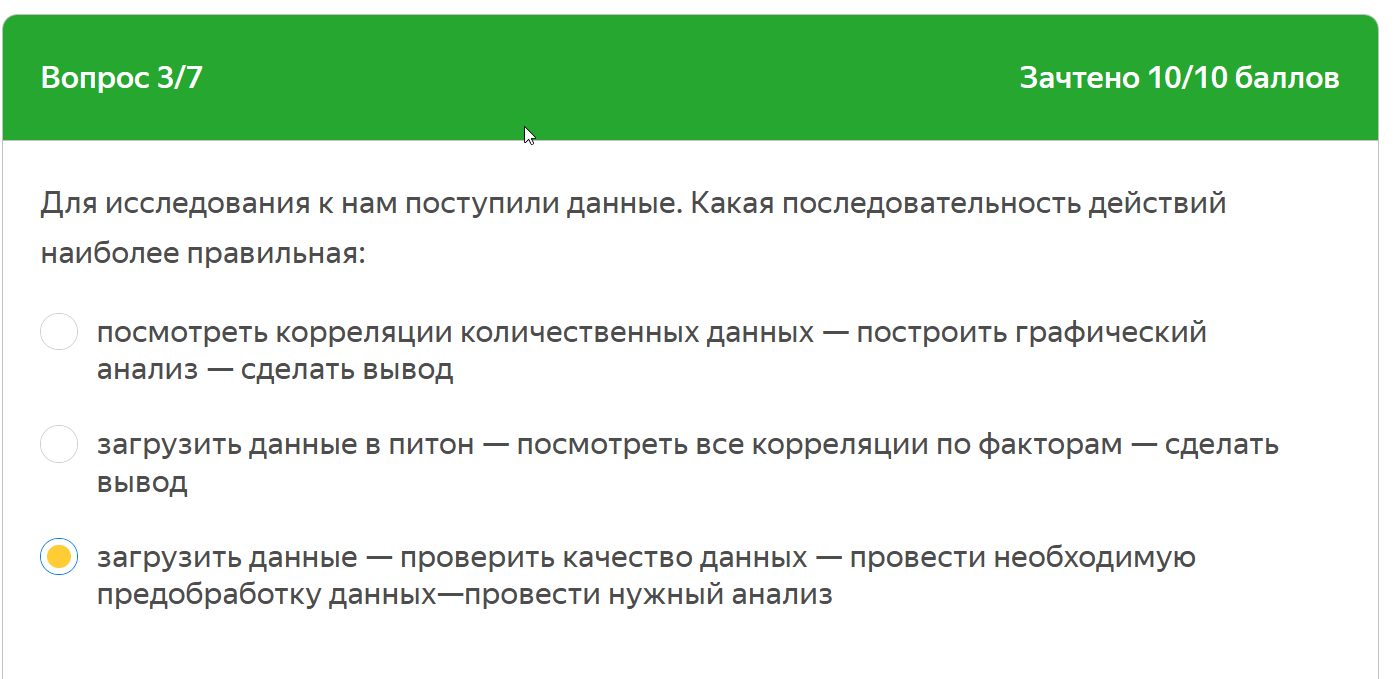 Вопрос 3/7
Зачтено 10/10 баллов
Для исследования к нам поступили данные. Какая последовательность действий
наиболее правильная:
посмотреть корреляции количественных данных — построить графический
анализ — сделать вывод
загрузить данные в питон — посмотреть все корреляции по факторам — сделать
вывод
загрузить данные — проверить качество данных — провести необходимую
предобработку данных—провести нужный анализ